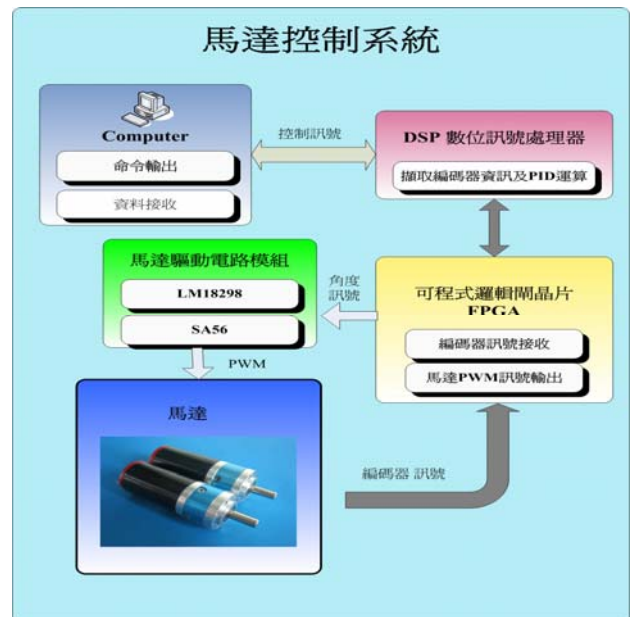 馬達控制系統
Computer
命令輸出
資料接收
控制訊號
DSP 數位訊號處理器
擷取編碼器資訊及PID運算
馬達驅動電路模組
LM18298
SA56
角度
訊號
可程式邏輯閘晶片
FPGA
編碼器訊號接收
馬達PWM訊號輸出
PWM
馬達
編碼器 訊號